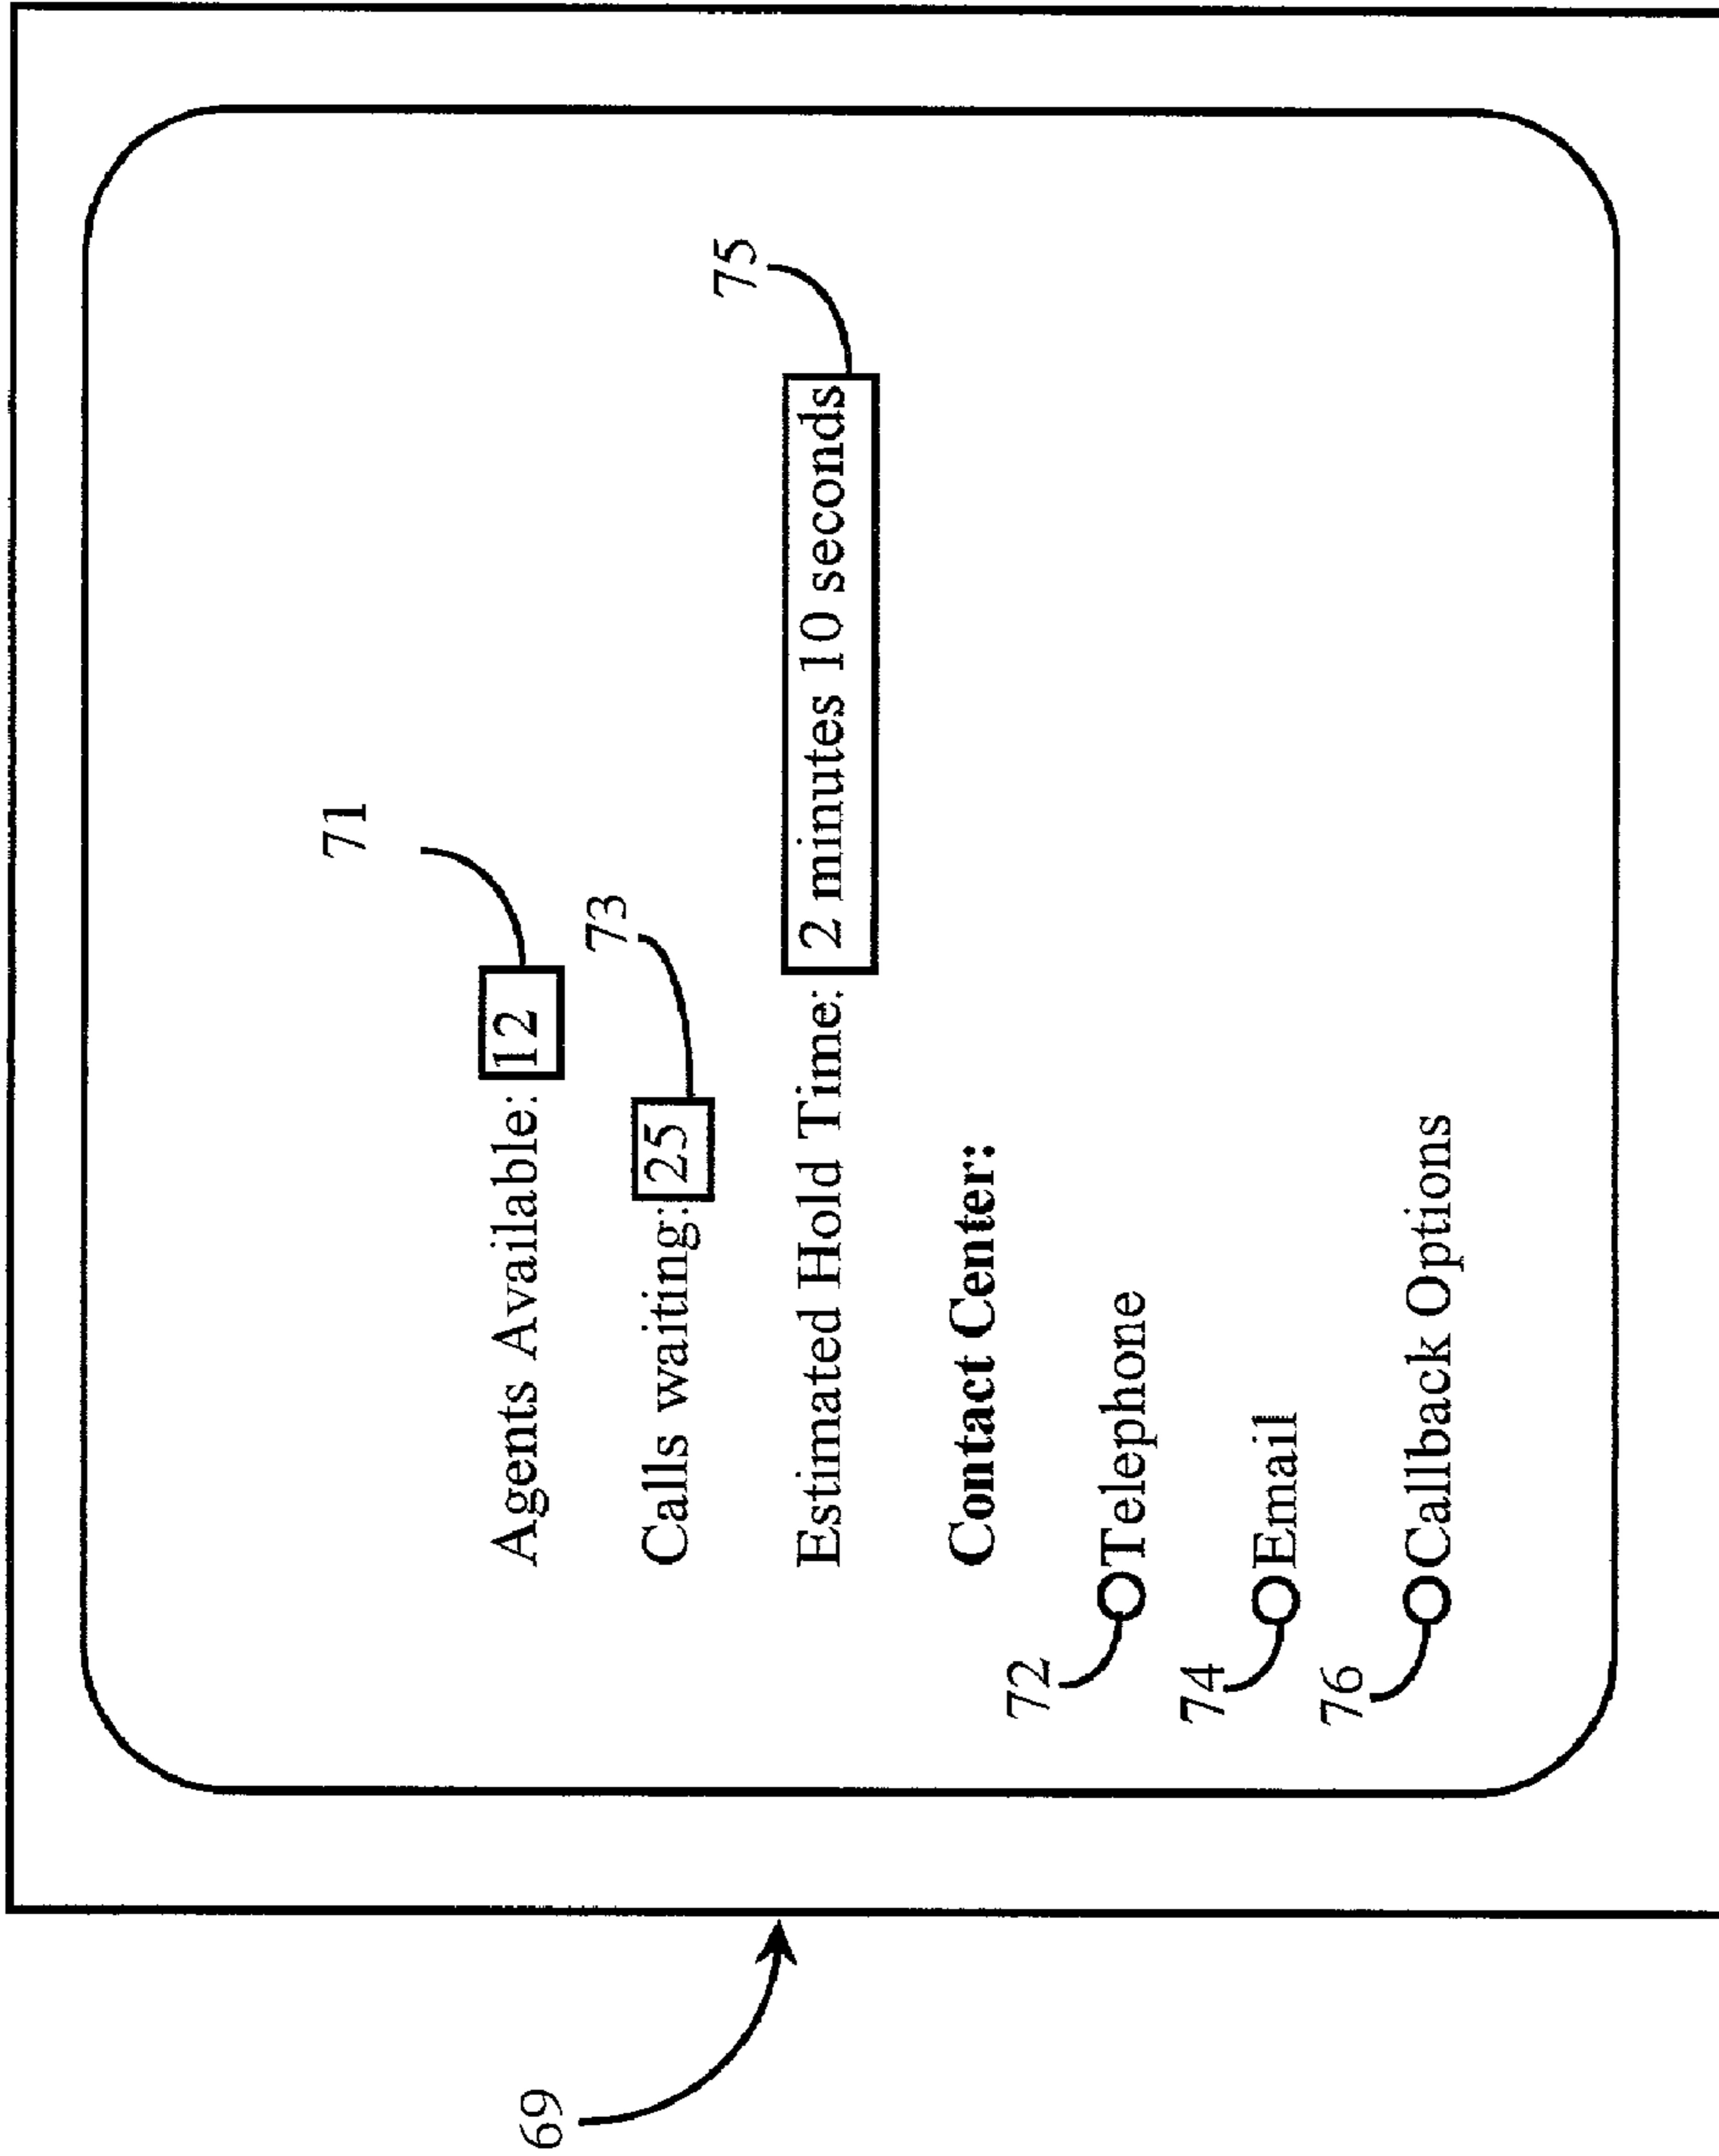 71
Agents Available: 12
73
Calls waiting: 25
75
Estimated Hold Time: 2 minutes 10 seconds
69
Contact Center:
72
Telephone
74
Email
76
Callback Options